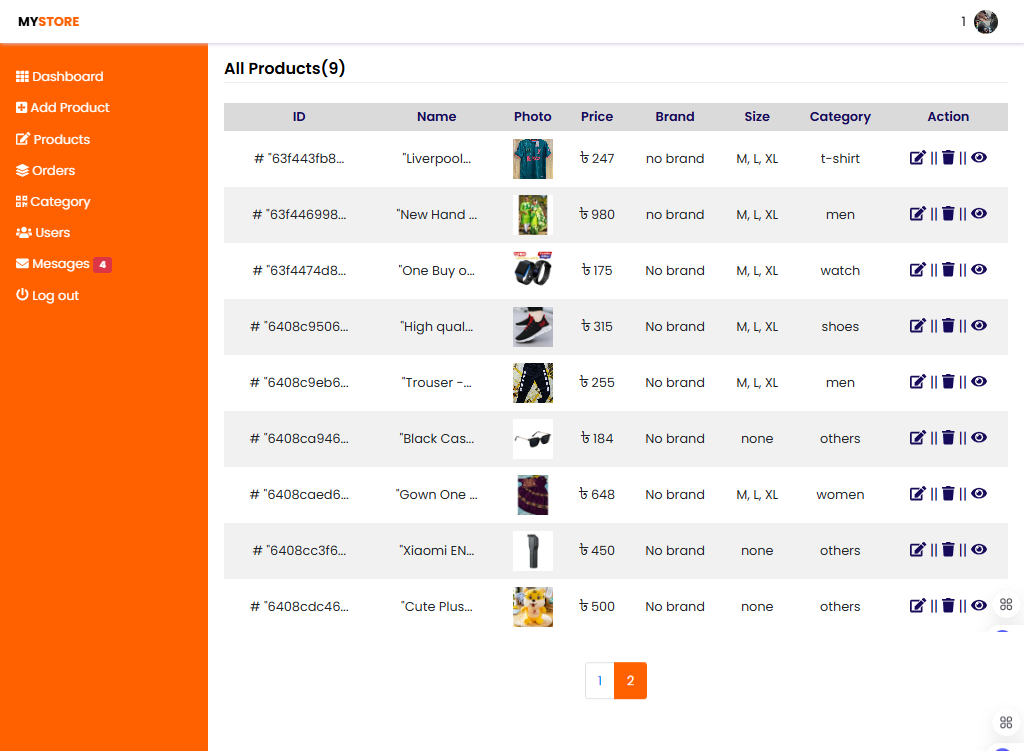 MYSTORE
1
Dashboard
Add Product
Products
Orders
Category
Users
Mesages 4
Log out
All Products(9)
ID Name Photo Price Brand Size Category Action
# "63f443fb8... "Liverpool... ৳ 247 no brand M, L, XL t-shirt || ||
# "63f446998... "New Hand ... ৳ 980 no brand M, L, XL men || ||
# "63f4474d8... "One Buy o... ৳ 175 No brand M, L, XL watch || ||
# "6408c9506... "High qual... ৳ 315 No brand M, L, XL shoes || ||
# "6408c9eb6... "Trouser -... ৳ 255 No brand M, L, XL men || ||
# "6408ca946... "Black Cas... ৳ 184 No brand none others || ||
# "6408caed6... "Gown One ... ৳ 648 No brand M, L, XL women || ||
# "6408cc3f6... "Xiaomi EN... ৳ 450 No brand none others || ||
# "6408cdc46... "Cute Plus... ৳ 500 No brand none others || ||
1 2